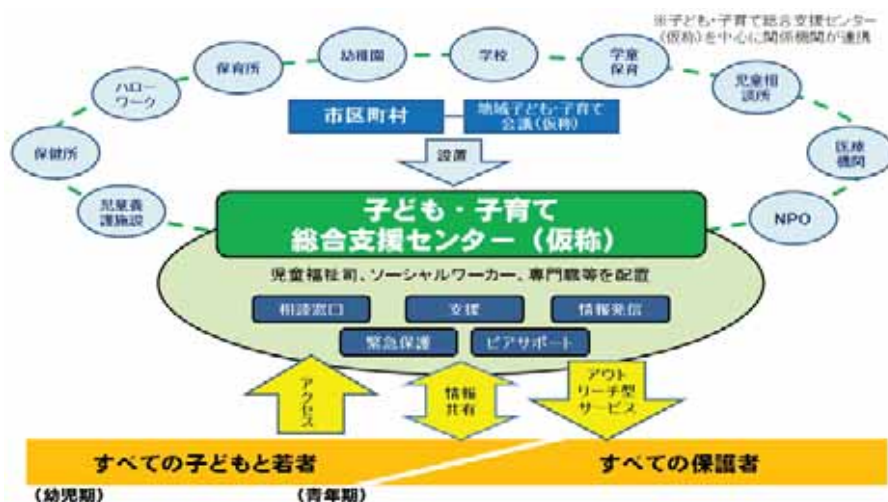 ※子ども・子育て総合支援センター
(仮称)を中心に関係機関が連携
幼稚園
学校
保育所
学童
保育
ハロー
ワーク
児童相
談所
保健所
医療
機関
児童養
護施設
NPO
市区町村
地域子ども・子育て
会議(仮称)
設置
子ども・子育て
総合支援センター（仮称）
児童福祉司、ソーシャルワーカー、専門職等を配置
相談窓口
支援
情報発信
緊急保護
ピアサポート
アクセス
情報
共有
アウト
リーチ型
サービス
すべての子どもと若者
すべての保護者
(幼児期)
(青年期)